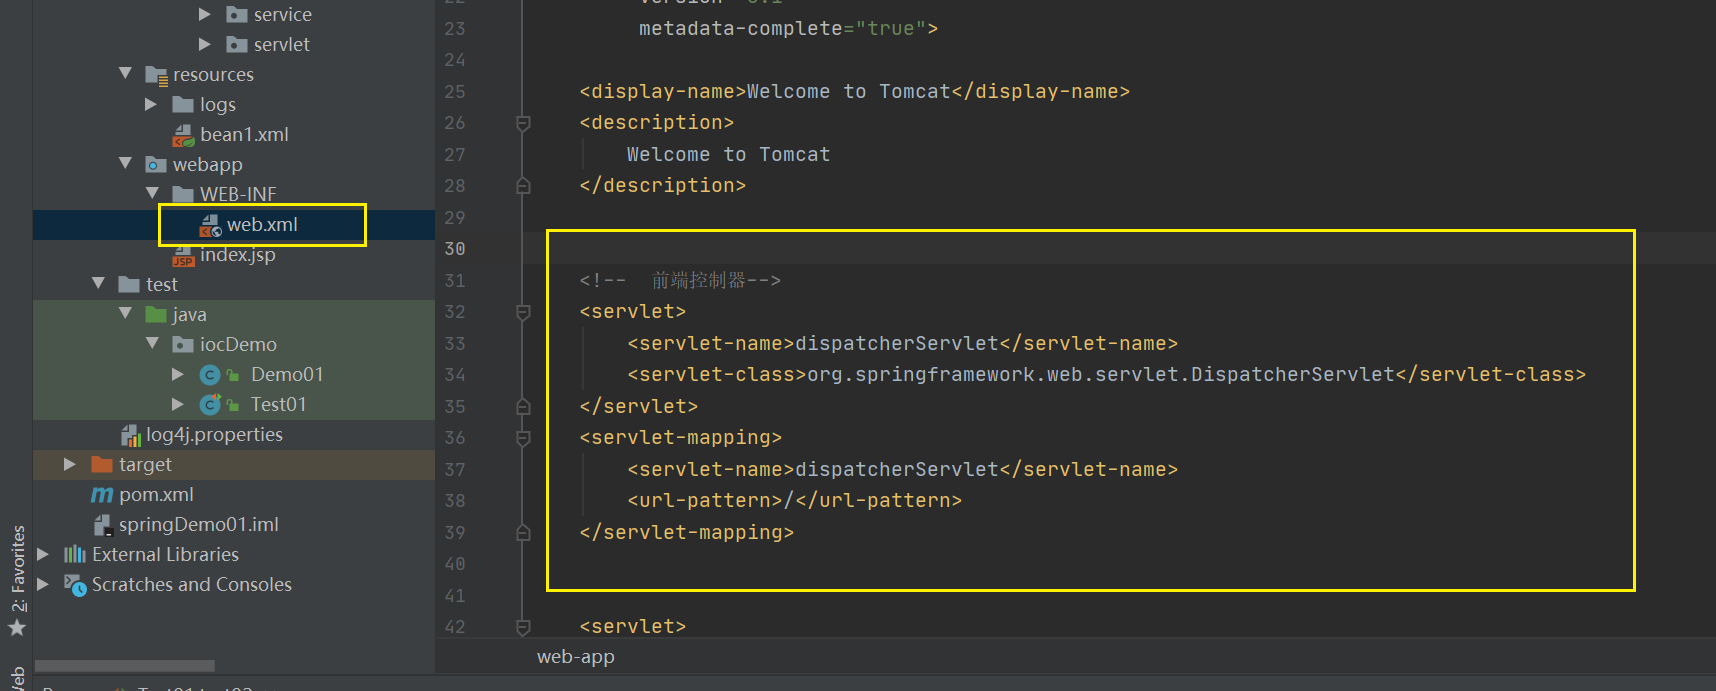 service
servlet
resources
logs
bean1.xml
webapp
WEB-INF
web.xml
index.jsp
test
java
iocDemo
Demo01
Test01
log4j.properties
target
pom.xml
springDemo01.iml
External Libraries
Scratches and Consoles
2: Favorites
23 metadata-complete="true">
24
25 <display-name>Welcome to Tomcat</display-name>
26 <description>
27 Welcome to Tomcat
28 </description>
29
30
31 <!-- 前端控制器-->
32 <servlet>
33 <servlet-name>dispatcherServlet</servlet-name>
34 <servlet-class>org.springframework.web.servlet.DispatcherServlet</servlet-class>
35 </servlet>
36 <servlet-mapping>
37 <servlet-name>dispatcherServlet</servlet-name>
38 <url-pattern>/</url-pattern>
39 </servlet-mapping>
40
41
42 <servlet>
web-app